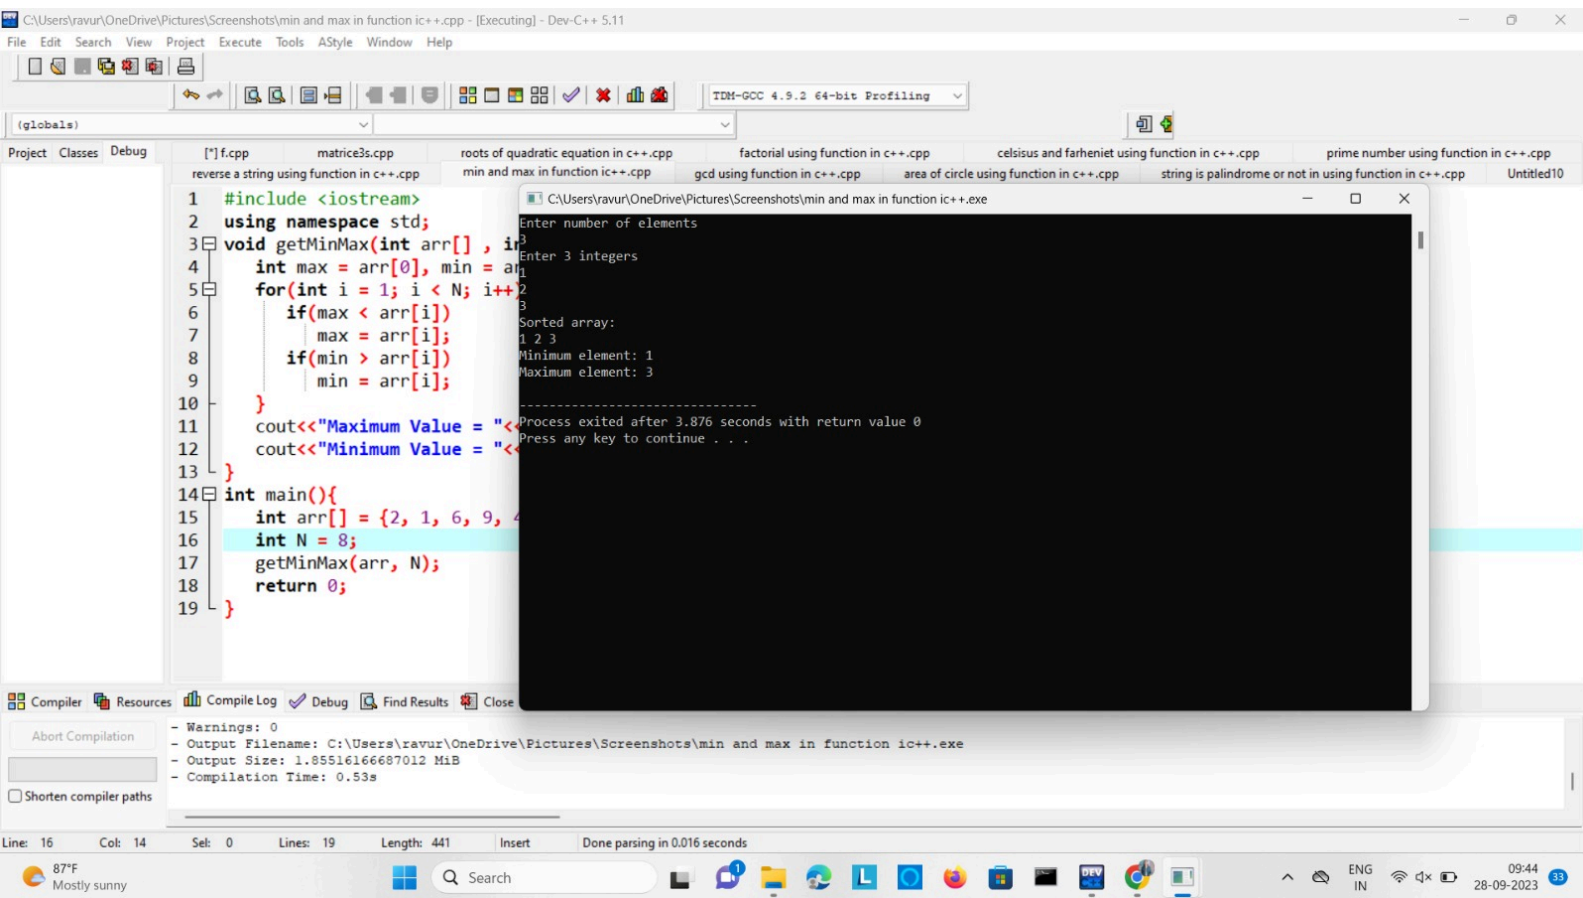 C:\Users\ravur\OneDrive\Pictures\Screenshots\min and max in function ic++.cpp - [Executing] - Dev-C++ 5.11
File Edit Search View Project Execute Tools AStyle Window Help
TDM-GCC 4.9.2 64-bit Profiling
(globals)
Project Classes Debug
[*] f.cpp matrice3s.cpp roots of quadratic equation in c++.cpp factorial using function in c++.cpp celsisus and farheniet using function in c++.cpp prime number using function in c++.cpp
reverse a string using function in c++.cpp min and max in function ic++.cpp gcd using function in c++.cpp area of circle using function in c++.cpp string is palindrome or not in using function in c++.cpp Untitled10
1 #include <iostream>
2 using namespace std;
3 void getMinMax(int arr[] , in
4 int max = arr[0], min = ar
5 for(int i = 1; i < N; i++)
6 if(max < arr[i])
7 max = arr[i];
8 if(min > arr[i])
9 min = arr[i];
10 }
11 cout<<"Maximum Value = "<<
12 cout<<"Minimum Value = "<<
13 }
14 int main(){
15 int arr[] = {2, 1, 6, 9, 4
16 int N = 8;
17 getMinMax(arr, N);
18 return 0;
19 }
C:\Users\ravur\OneDrive\Pictures\Screenshots\min and max in function ic++.exe
Enter number of elements
3
Enter 3 integers
1
2
3
Sorted array:
1 2 3
Minimum element: 1
Maximum element: 3
--------------------------------
Process exited after 3.876 seconds with return value 0
Press any key to continue . . .
Compiler Resources Compile Log Debug Find Results Close
Abort Compilation
Shorten compiler paths
- Warnings: 0
- Output Filename: C:\Users\ravur\OneDrive\Pictures\Screenshots\min and max in function ic++.exe
- Output Size: 1.85516166687012 MiB
- Compilation Time: 0.53s
Line: 16 Col: 14 Sel: 0 Lines: 19 Length: 441 Insert Done parsing in 0.016 seconds
87°F
Mostly sunny
Search
1
L
DEV
ENG
IN
09:44
28-09-2023
33